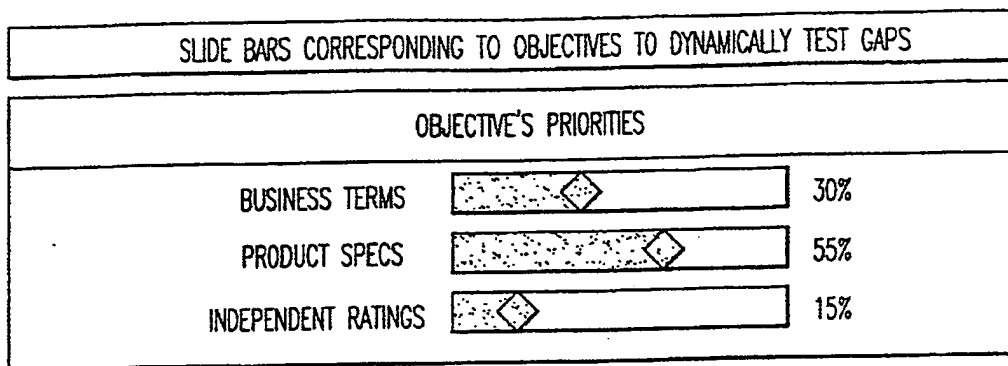 SLIDE BARS CORRESPONDING TO OBJECTIVES TO DYNAMICALLY TEST GAPS
OBJECTIVE'S PRIORITIES
BUSINESS TERMS 30%
PRODUCT SPECS 55%
INDEPENDENT RATINGS 15%